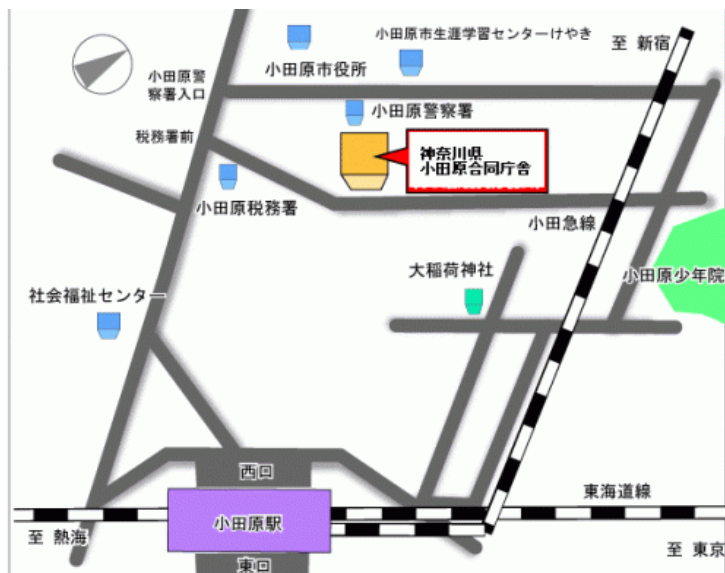 小田原市生涯学習センターけやき
至 新宿
小田原市役所
小田原警
察署入口
小田原警察署
税務署前
神奈川県
小田原合同庁舎
小田原税務署
小田急線
大稲荷神社
小田原少年院
社会福祉センター
西口
東海道線
小田原駅
至 熱海
至 東京
東口